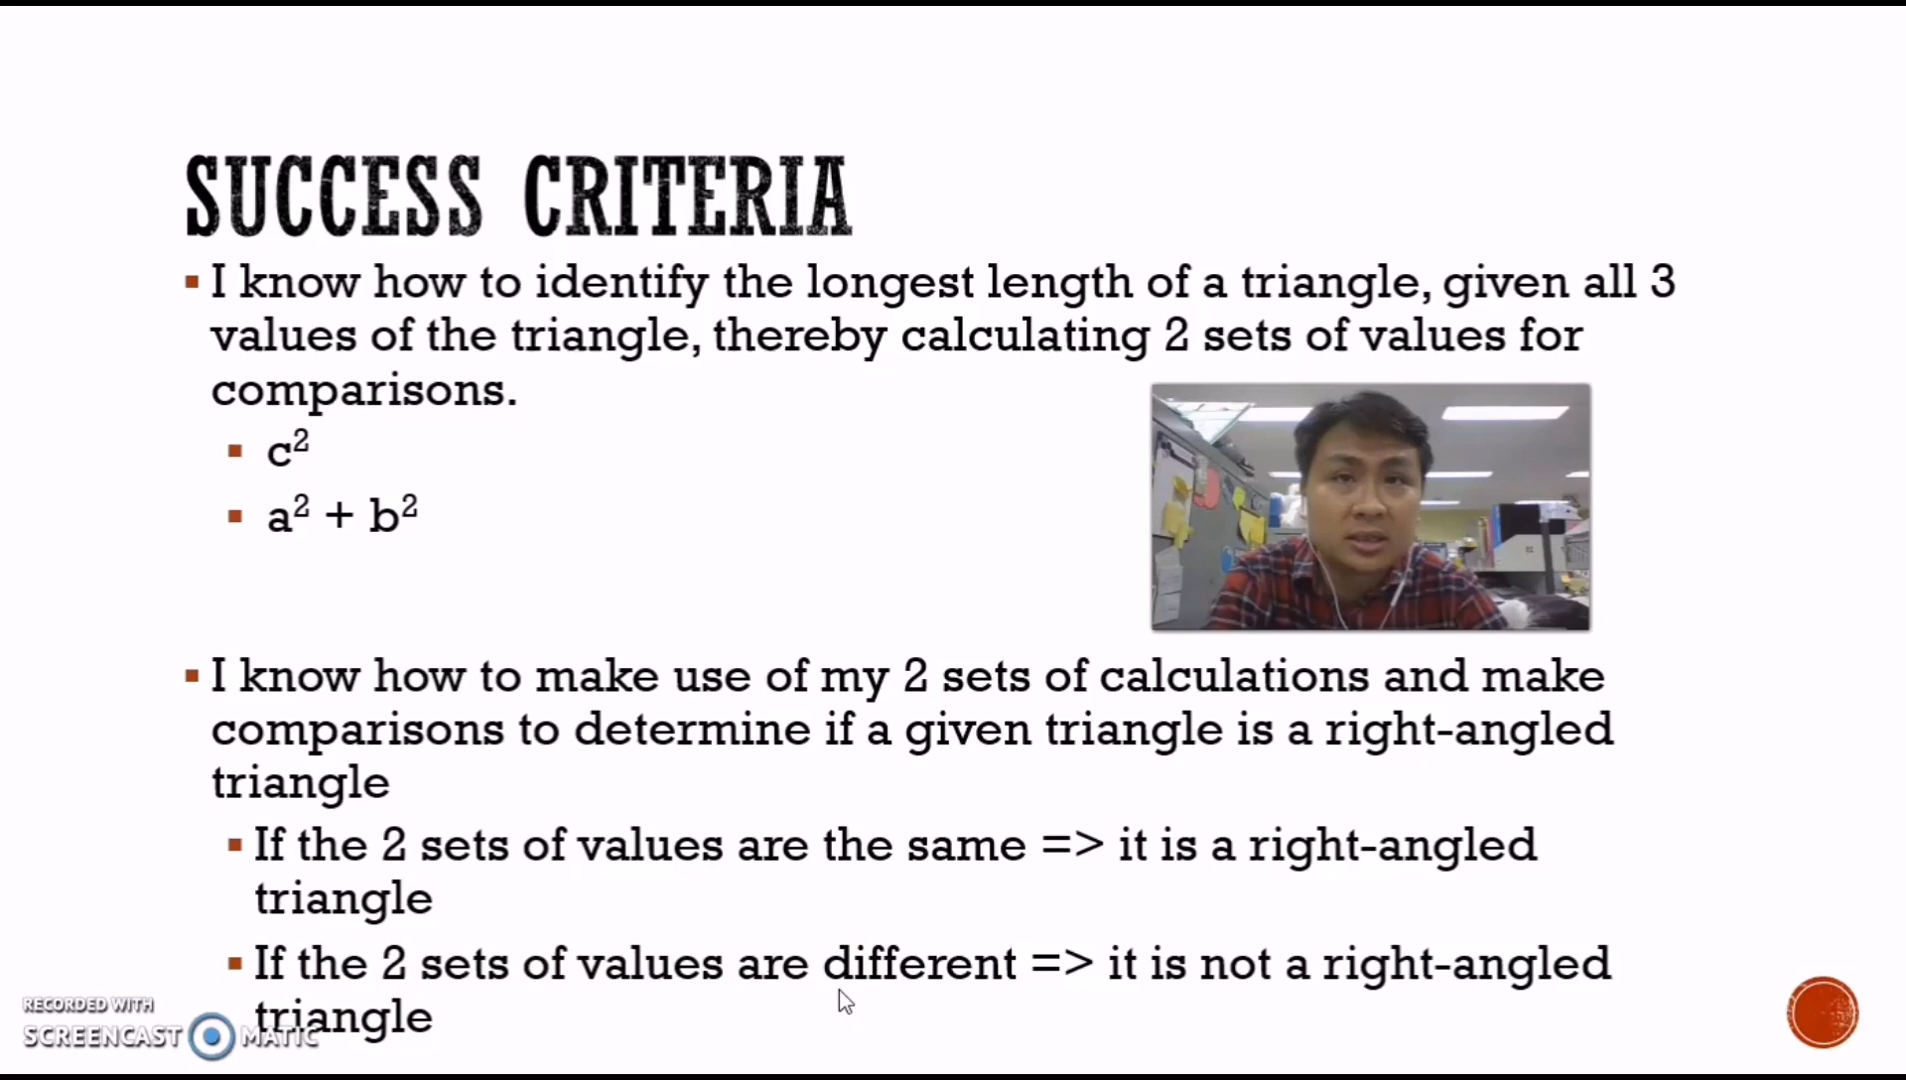 SUCCESS CRITERIA
▪ I know how to identify the longest length of a triangle, given all 3
values of the triangle, thereby calculating 2 sets of values for
comparisons.
▪ c²
▪ a² + b²
▪ I know how to make use of my 2 sets of calculations and make
comparisons to determine if a given triangle is a right-angled
triangle
▪ If the 2 sets of values are the same => it is a right-angled
triangle
▪ If the 2 sets of values are different => it is not a right-angled
triangle
RECORDED WITH
SCREENCAST MATIC